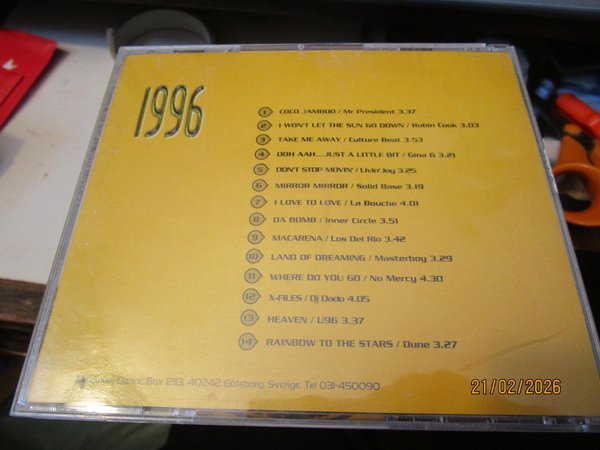 1996
1 COCO JAMBOO / Mr President 3.37
2 I WON'T LET THE SUN GO DOWN / Robin Cook 3.03
3 TAKE ME AWAY / Culture Beat 3.53
4 OOH AAH....JUST A LITTLE BIT / Gina G 3.21
5 DON'T STOP MOVIN' / Livin'Joy 3.25
6 MIRROR MIRROR / Solid Base 3.19
7 I LOVE TO LOVE / La Bouche 4.01
8 DA BOMB / Inner Circle 3.51
9 MACARENA / Los Del Rio 3.42
10 LAND OF DREAMING / Masterboy 3.29
11 WHERE DO YOU GO / No Mercy 4.30
12 X-FILES / Dj Dado 4.05
13 HEAVEN / U96 3.37
14 RAINBOW TO THE STARS / Dune 3.27
Dance, Box 1213, 40242 Göteborg, Sverige. Tel 031-450090
21/02/2026